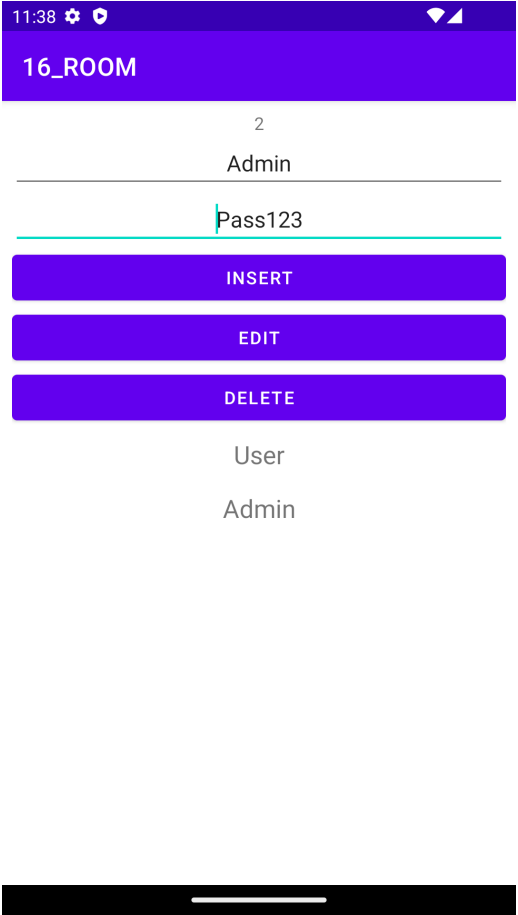 11:38
16_ROOM
2
Admin
Pass123
INSERT
EDIT
DELETE
User
Admin